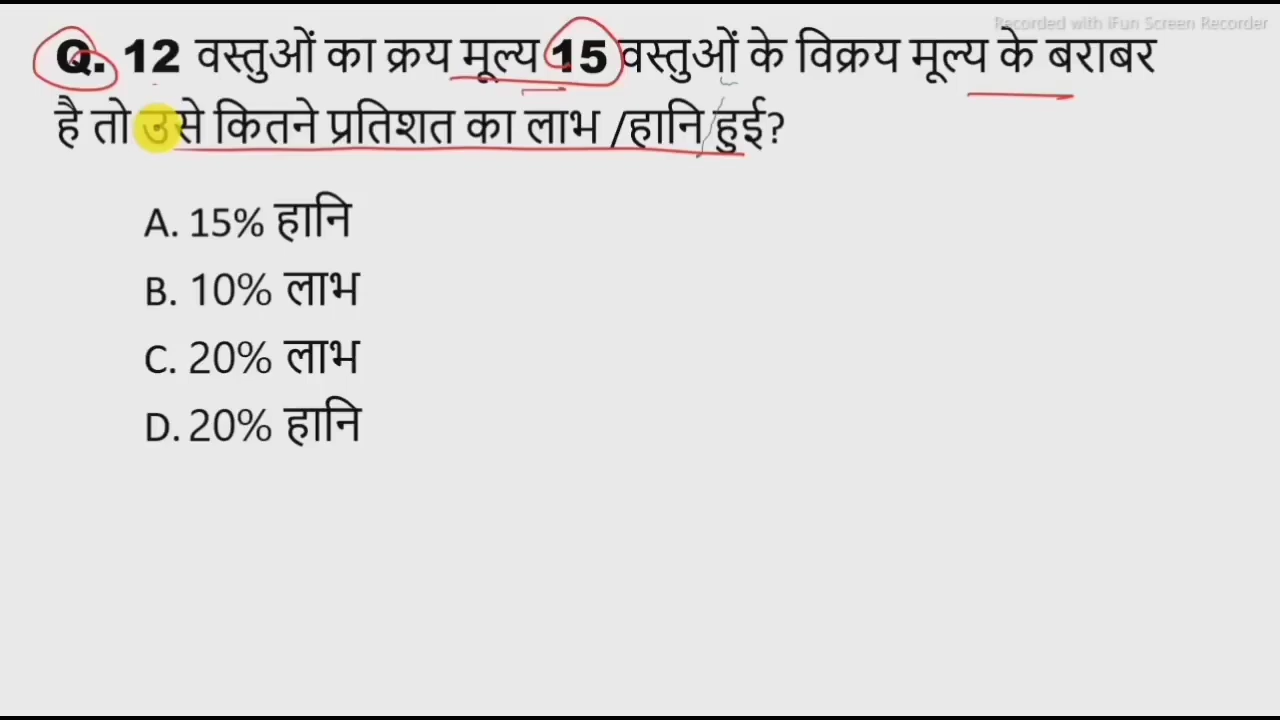 Recorded with iFun Screen Recorder
Q. 12 वस्तुओं का क्रय मूल्य 15 वस्तुओं के विक्रय मूल्य के बराबर
है तो उसे कितने प्रतिशत का लाभ /हानि हुई?
A. 15% हानि
B. 10% लाभ
C. 20% लाभ
D. 20% हानि